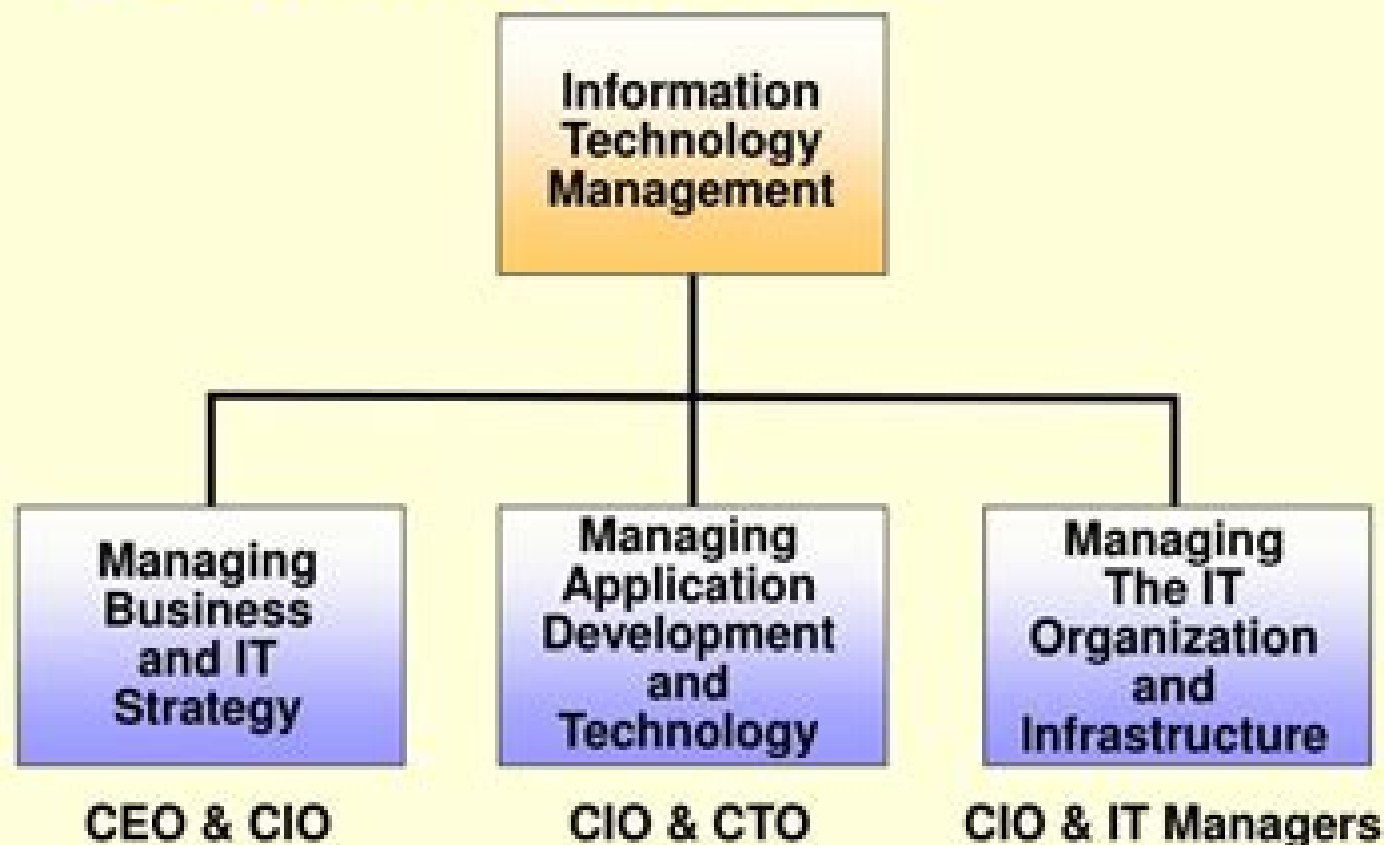 Information
Technology
Management
Managing
Business
and IT
Strategy
Managing
Application
Development
and
Technology
Managing
The IT
Organization
and
Infrastructure
CEO & CIO
CIO & CTO
CIO & IT Managers